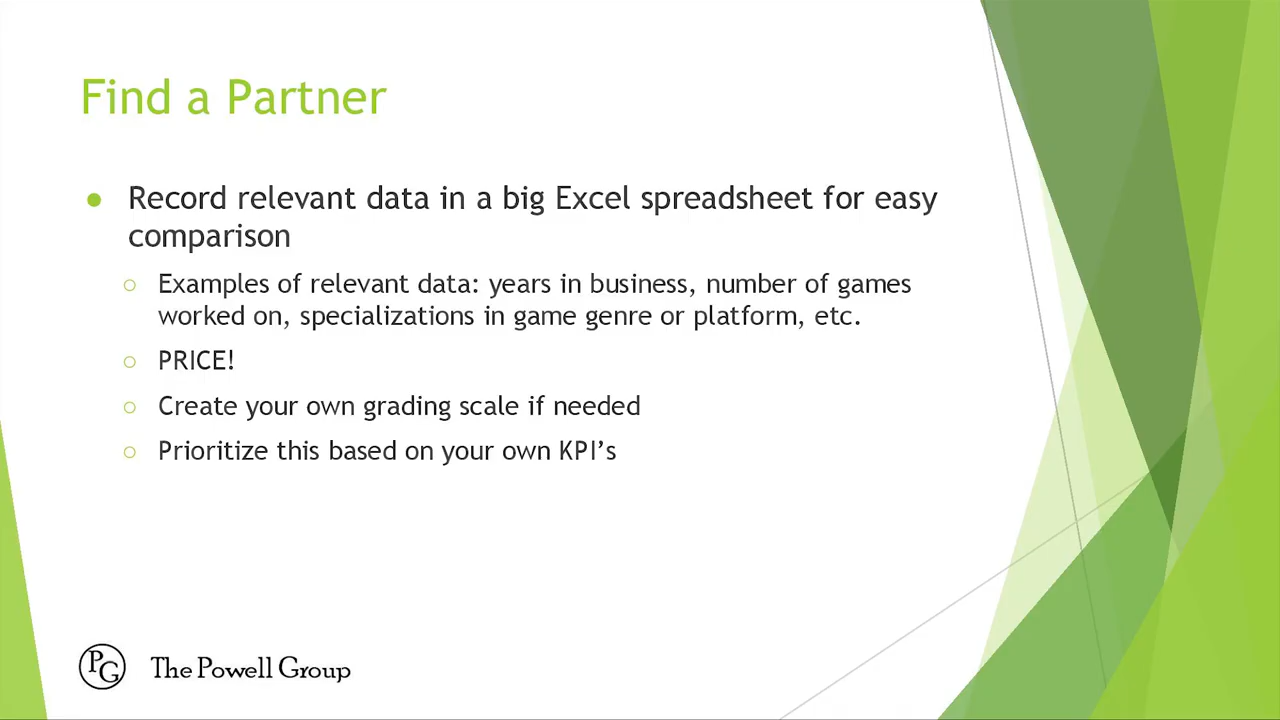 Find a Partner
● Record relevant data in a big Excel spreadsheet for easy
comparison
○ Examples of relevant data: years in business, number of games
worked on, specializations in game genre or platform, etc.
○ PRICE!
○ Create your own grading scale if needed
○ Prioritize this based on your own KPI’s
PG The Powell Group